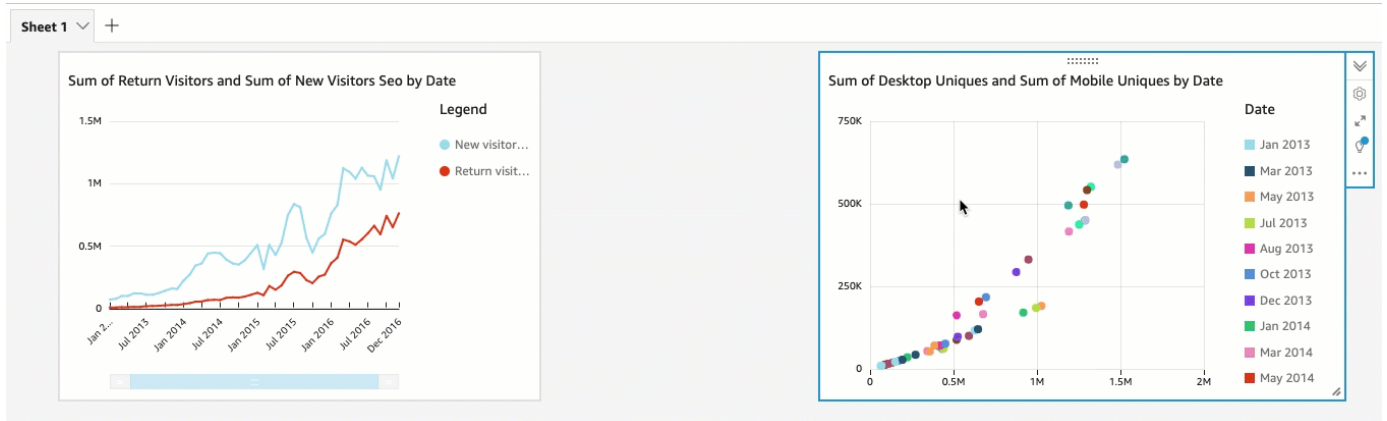 Sheet 1
Sum of Return Visitors and Sum of New Visitors Seo by Date
Legend
New visitor...
Return visit...
1.5M
1M
0.5M
0
Jan 2...
Jul 2013
Jan 2014
Jul 2014
Jan 2015
Jul 2015
Jan 2016
Jul 2016
Dec 2016
Sum of Desktop Uniques and Sum of Mobile Uniques by Date
750K
500K
250K
0
0
0.5M
1M
1.5M
2M
Date
Jan 2013
Mar 2013
May 2013
Jul 2013
Aug 2013
Oct 2013
Dec 2013
Jan 2014
Mar 2014
May 2014